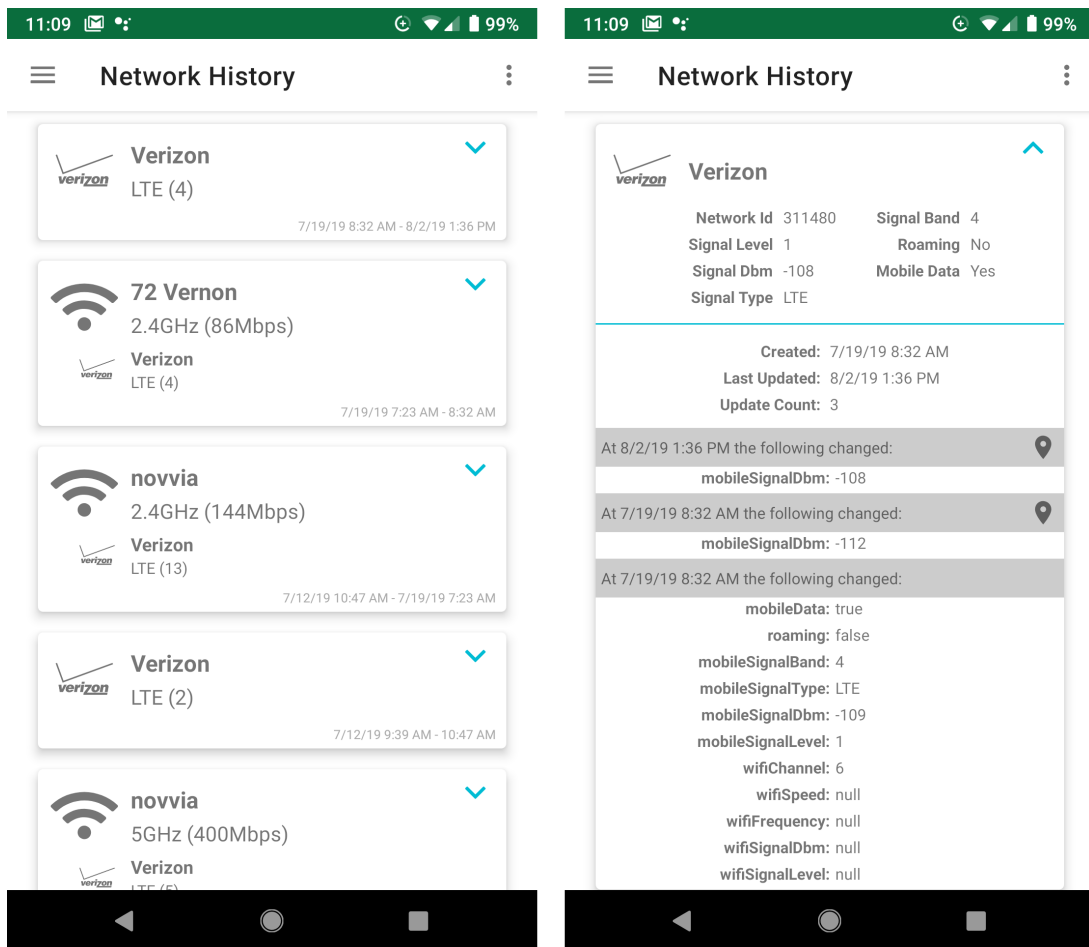 11:09 99%
Network History
verizon
Verizon
LTE (4)
7/19/19 8:32 AM - 8/2/19 1:36 PM
72 Vernon
2.4GHz (86Mbps)
verizon
Verizon
LTE (4)
7/19/19 7:23 AM - 8:32 AM
novvia
2.4GHz (144Mbps)
verizon
Verizon
LTE (13)
7/12/19 10:47 AM - 7/19/19 7:23 AM
verizon
Verizon
LTE (2)
7/12/19 9:39 AM - 10:47 AM
novvia
5GHz (400Mbps)
verizon
Verizon
LTE (5)
11:09 99%
Network History
verizon
Verizon
Network Id 311480 Signal Band 4
Signal Level 1 Roaming No
Signal Dbm -108 Mobile Data Yes
Signal Type LTE
Created: 7/19/19 8:32 AM
Last Updated: 8/2/19 1:36 PM
Update Count: 3
At 8/2/19 1:36 PM the following changed:
mobileSignalDbm: -108
At 7/19/19 8:32 AM the following changed:
mobileSignalDbm: -112
At 7/19/19 8:32 AM the following changed:
mobileData: true
roaming: false
mobileSignalBand: 4
mobileSignalType: LTE
mobileSignalDbm: -109
mobileSignalLevel: 1
wifiChannel: 6
wifiSpeed: null
wifiFrequency: null
wifiSignalDbm: null
wifiSignalLevel: null